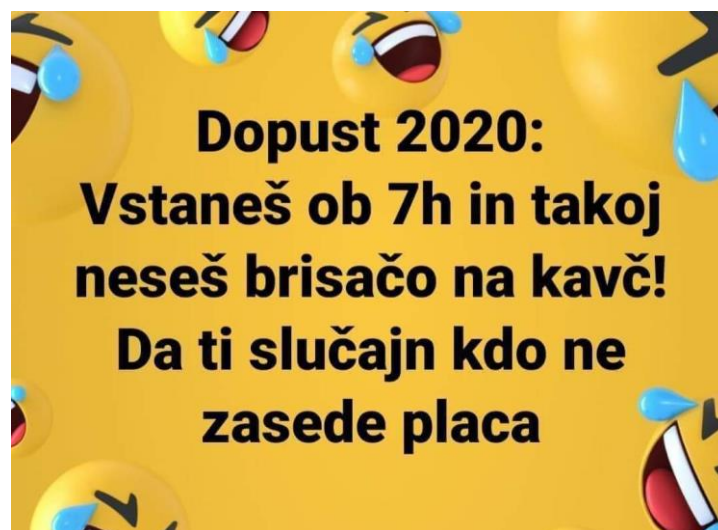 Dopust 2020:
Vstaneš ob 7h in takoj
neseš brisačo na kavč!
Da ti slučajn kdo ne
zasede placa